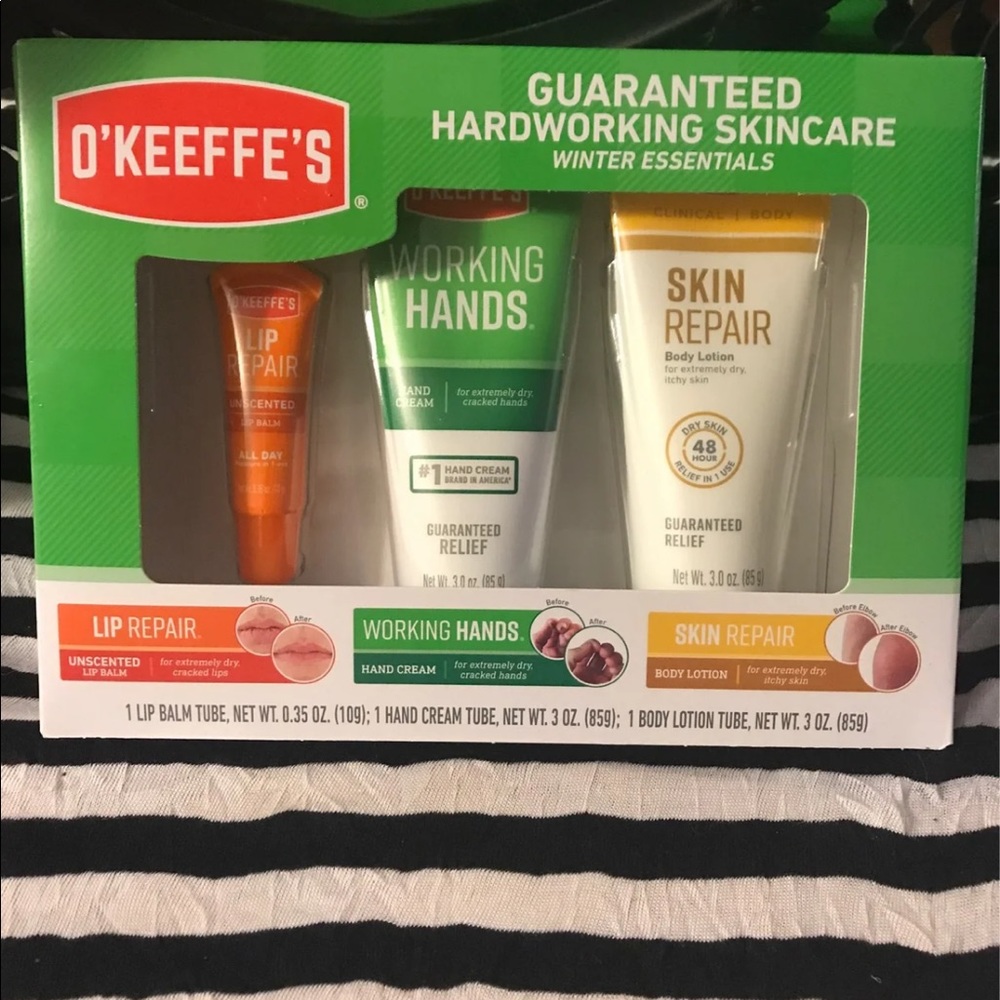 O'KEEFFE'S®
GUARANTEED
HARDWORKING SKINCARE
WINTER ESSENTIALS
O'KEEFFE'S
LIP
REPAIR
UNSCENTED
LIP BALM
ALL DAY
O'KEEFFE'S
WORKING
HANDS®
HAND
CREAM
for extremely dry,
cracked hands
#1 HAND CREAM
BRAND IN AMERICA*
GUARANTEED
RELIEF
Net Wt. 3.0 oz. (85 g)
CLINICAL | BODY
SKIN
REPAIR
Body Lotion
for extremely dry,
itchy skin
DRY SKIN
48
HOUR
RELIEF IN 1 USE
GUARANTEED
RELIEF
Net Wt. 3.0 oz. (85 g)
LIP REPAIR
Before
After
UNSCENTED
LIP BALM
for extremely dry,
cracked lips
WORKING HANDS
Before
After
HAND CREAM
for extremely dry,
cracked hands
SKIN REPAIR
Before Elbow
After Elbow
BODY LOTION
for extremely dry,
itchy skin
1 LIP BALM TUBE, NET WT. 0.35 OZ. (10g); 1 HAND CREAM TUBE, NET WT. 3 OZ. (85g); 1 BODY LOTION TUBE, NET WT. 3 OZ. (85g)